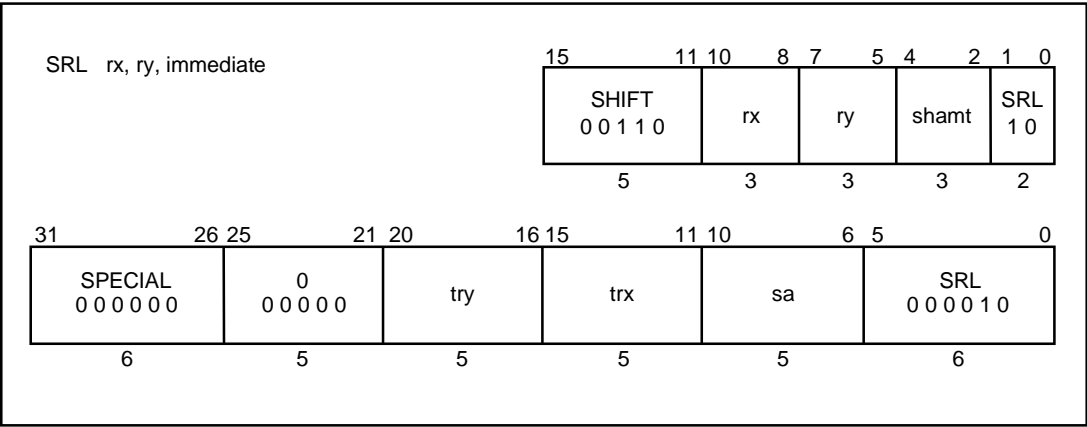 SRL rx, ry, immediate
15 11 10 8 7 5 4 2 1 0
SHIFT rx ry shamt SRL
0 0 1 1 0 1 0
5 3 3 3 2
31 26 25 21 20 16 15 11 10 6 5 0
SPECIAL 0 try trx sa SRL
0 0 0 0 0 0 0 0 0 0 0 0 0 0 0 1 0
6 5 5 5 5 6